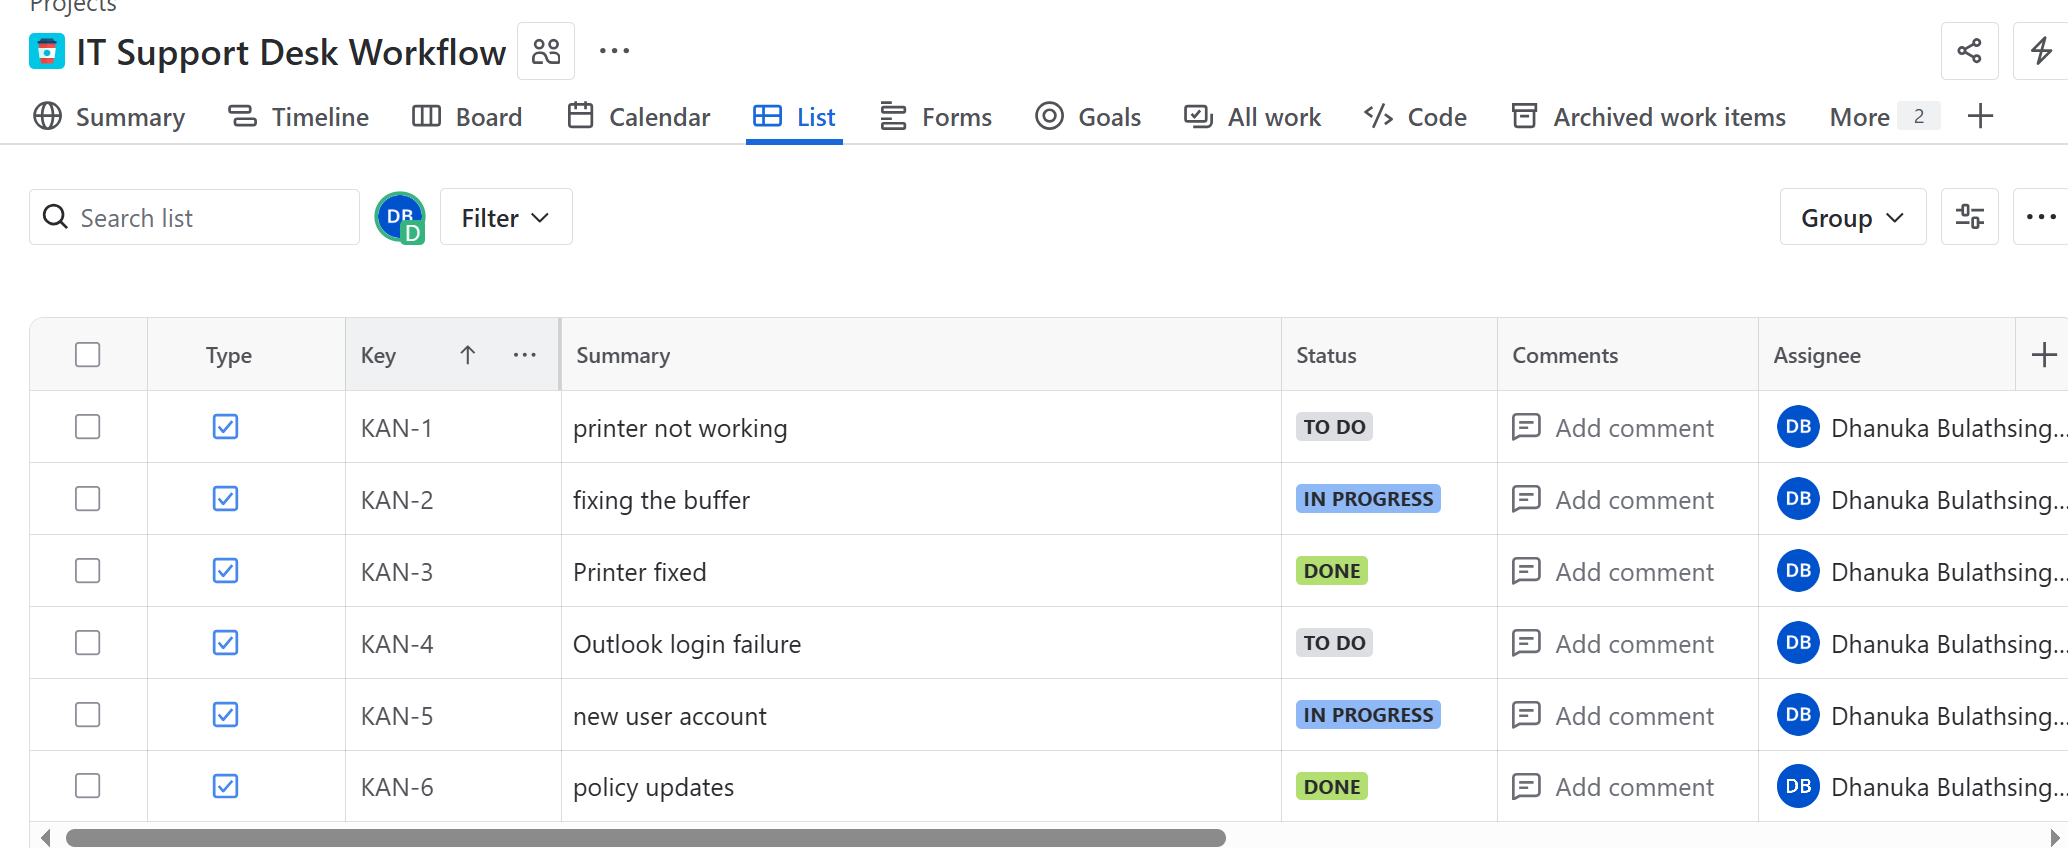 Projects
IT Support Desk Workflow
Summary Timeline Board Calendar List Forms Goals All work Code Archived work items More 2
Search list DB D Filter Group
Type Key Summary Status Comments Assignee
KAN-1 printer not working TO DO Add comment DB Dhanuka Bulathsing...
KAN-2 fixing the buffer IN PROGRESS Add comment DB Dhanuka Bulathsing...
KAN-3 Printer fixed DONE Add comment DB Dhanuka Bulathsing...
KAN-4 Outlook login failure TO DO Add comment DB Dhanuka Bulathsing...
KAN-5 new user account IN PROGRESS Add comment DB Dhanuka Bulathsing...
KAN-6 policy updates DONE Add comment DB Dhanuka Bulathsing...